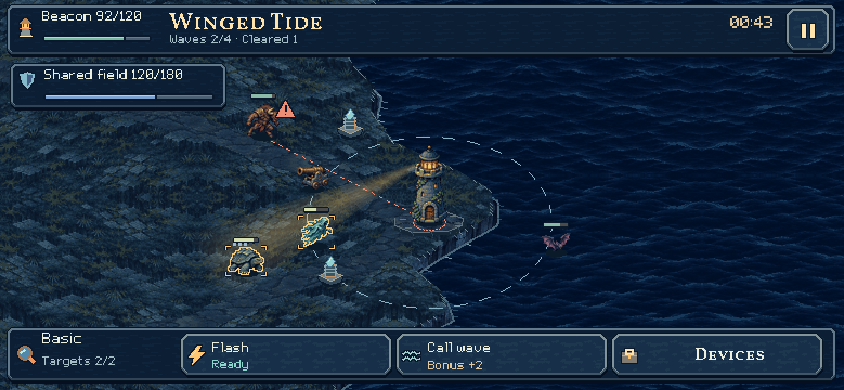 Beacon 92/120
WINGED TIDE
Waves 2/4 · Cleared 1
00:43
Shared field 120/180
Basic
Targets 2/2
Flash
Ready
Call wave
Bonus +2
DEVICES